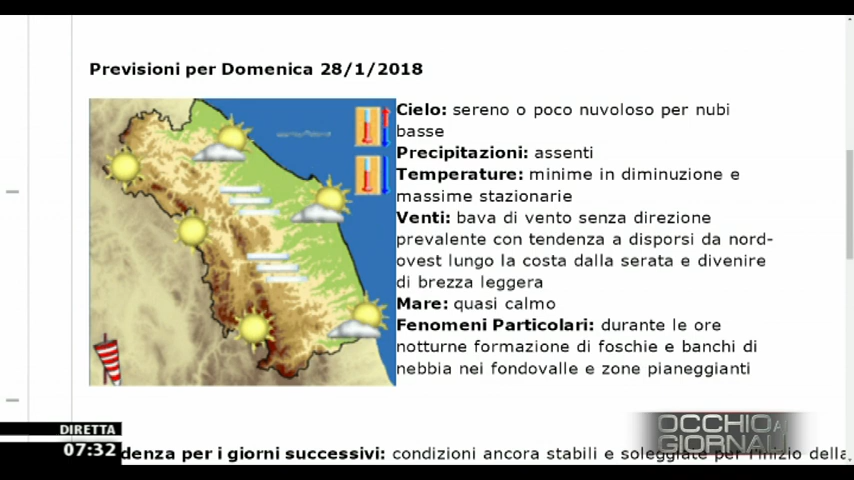 Previsioni per Domenica 28/1/2018
Cielo: sereno o poco nuvoloso per nubi
basse
Precipitazioni: assenti
Temperature: minime in diminuzione e
massime stazionarie
Venti: bava di vento senza direzione
prevalente con tendenza a disporsi da nord-
ovest lungo la costa dalla serata e divenire
di brezza leggera
Mare: quasi calmo
Fenomeni Particolari: durante le ore
notturne formazione di foschie e banchi di
nebbia nei fondovalle e zone pianeggianti
OCCHIO AI
GIORNALI
DIRETTA
07:32
denza per i giorni successivi: condizioni ancora stabili e soleggiate per l'inizio della